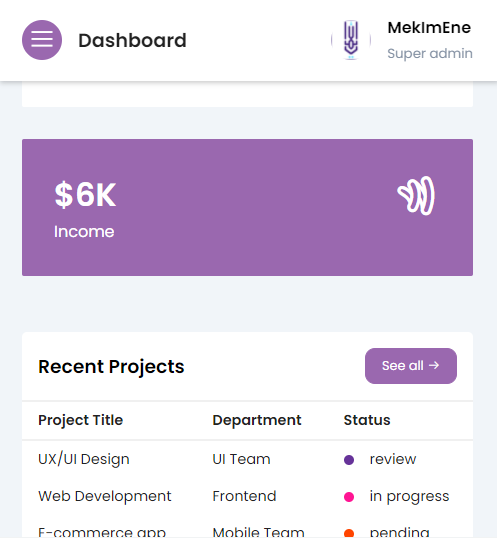 Dashboard
MekImEne
Super admin
$6K
Income
Recent Projects
See all →
Project Title Department Status
UX/UI Design UI Team review
Web Development Frontend in progress
E-commerce app Mobile Team pending